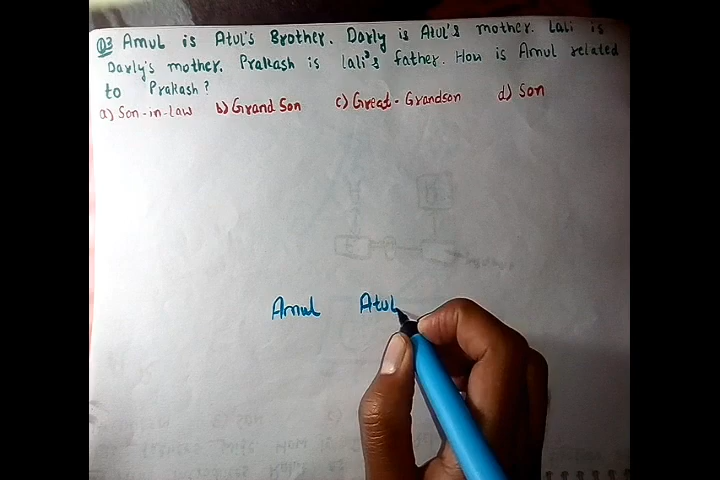 Q3 Amul is Atul's Brother. Darly is Atul's mother. Lali is
Darly's mother. Prakash is lali's father. How is Amul related
to Prakash?
a) Son-in-law b) Grand Son c) Great-Grandson d) Son
Amul Atul